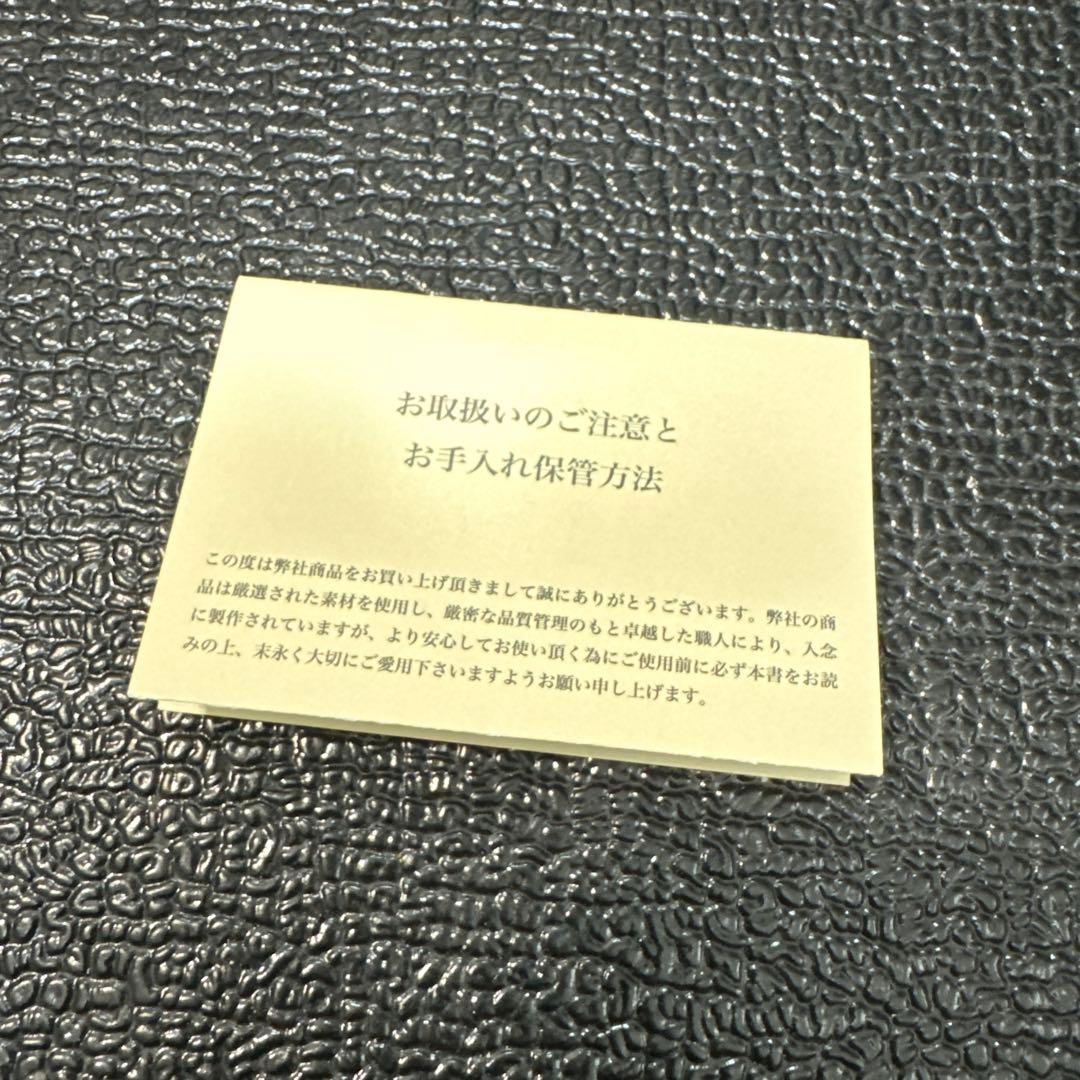 お取扱いのご注意と
お手入れ保管方法
この度は弊社商品をお買い上げ頂きまして誠にありがとうございます。弊社の商
品は厳選された素材を使用し、厳密な品質管理のもと卓越した職人により、入念
に製作されていますが、より安心してお使い頂く為にご使用前に必ず本書をお読
みの上、末永く大切にご愛用下さいますようお願い申し上げます。